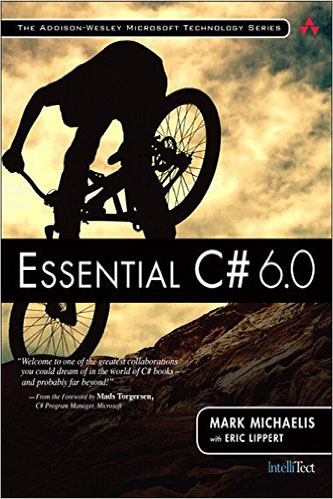 THE ADDISON-WESLEY MICROSOFT TECHNOLOGY SERIES
ESSENTIAL C# 6.0
"Welcome to one of the greatest collaborations
you could dream of in the world of C# books—
and probably far beyond!"
—From the Foreword by Mads Torgersen,
C# Program Manager, Microsoft
MARK MICHAELIS
with ERIC LIPPERT
IntelliTect